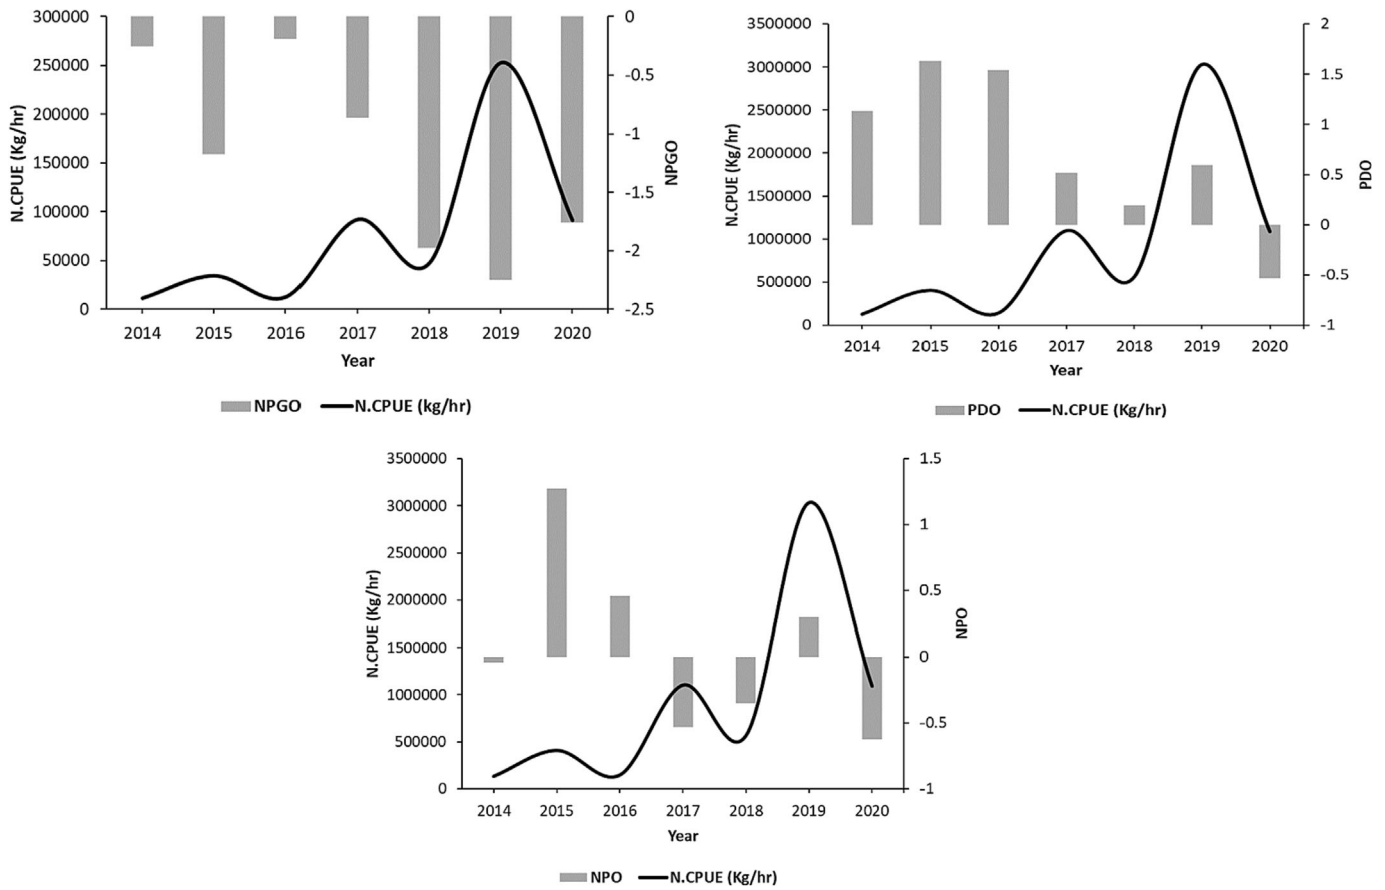 N.CPUE (Kg/hr)
300000
250000
200000
150000
100000
50000
0
0
-0.5
-1
-1.5
-2
-2.5
NPGO
2014 2015 2016 2017 2018 2019 2020
Year
NPGO N.CPUE (kg/hr)
N.CPUE (Kg/hr)
3500000
3000000
2500000
2000000
1500000
1000000
500000
0
2
1.5
1
0.5
0
-0.5
-1
PDO
2014 2015 2016 2017 2018 2019 2020
Year
PDO N.CPUE (Kg/hr)
N.CPUE (Kg/hr)
3500000
3000000
2500000
2000000
1500000
1000000
500000
0
1.5
1
0.5
0
-0.5
-1
NPO
2014 2015 2016 2017 2018 2019 2020
Year
NPO N.CPUE (Kg/hr)